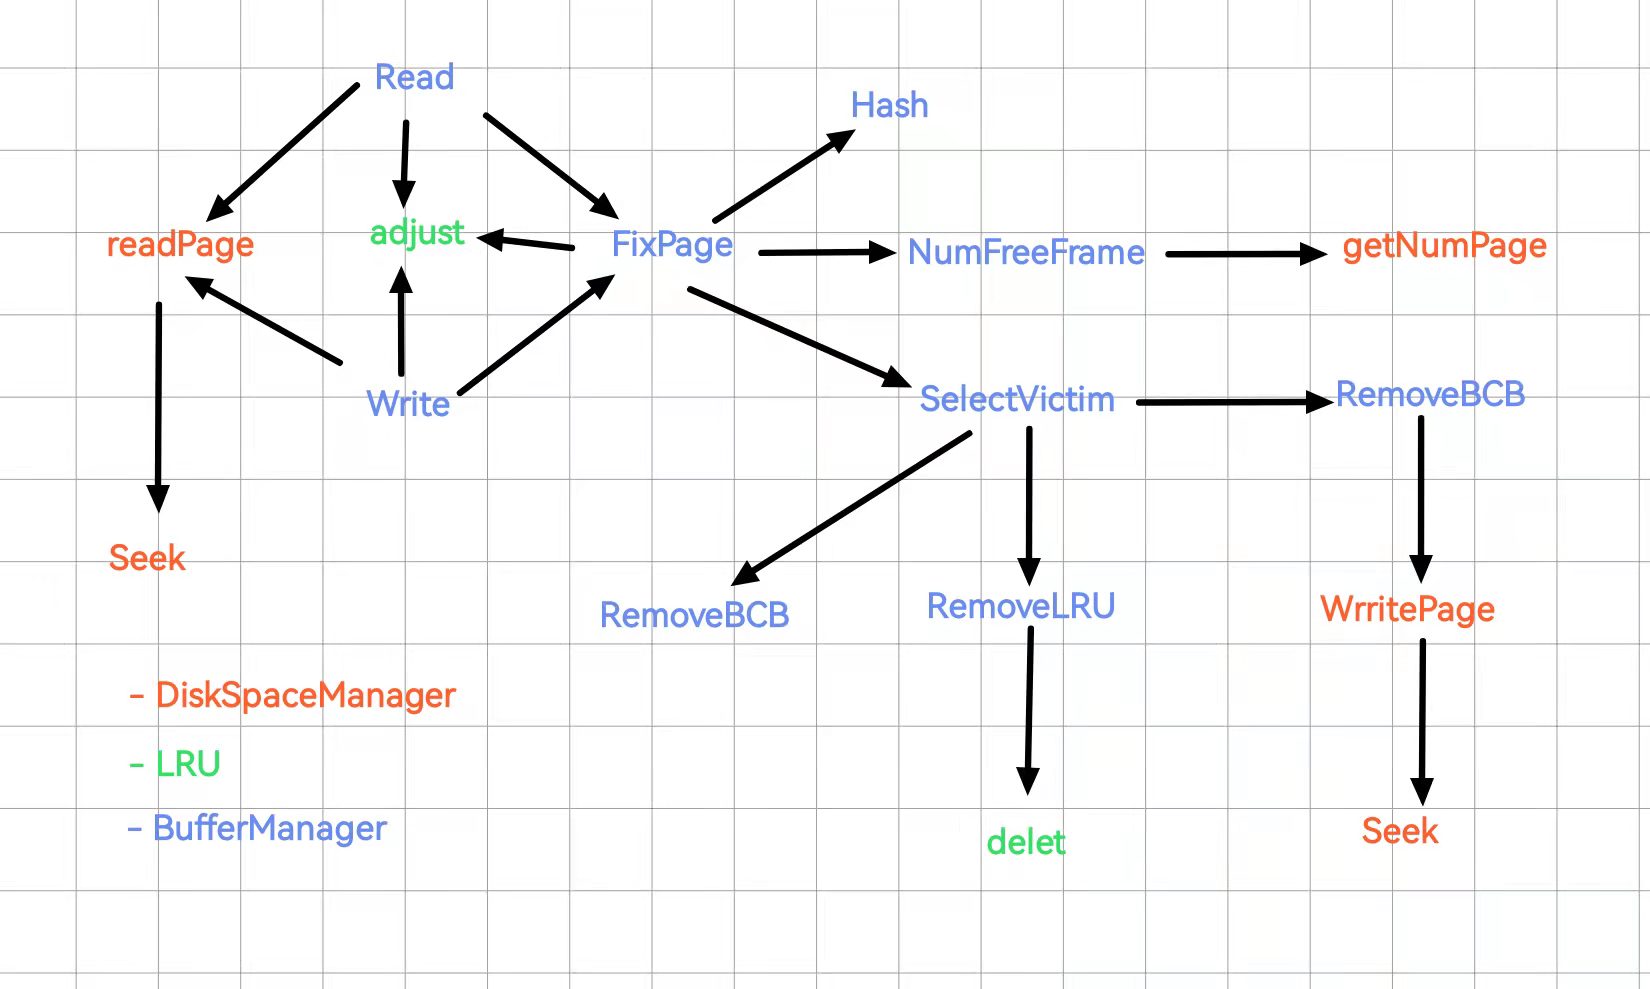 Read
Hash
readPage
adjust
FixPage
NumFreeFrame
getNumPage
Write
SelectVictim
RemoveBCB
Seek
RemoveBCB
RemoveLRU
WrritePage
- DiskSpaceManager
- LRU
- BufferManager
delet
Seek